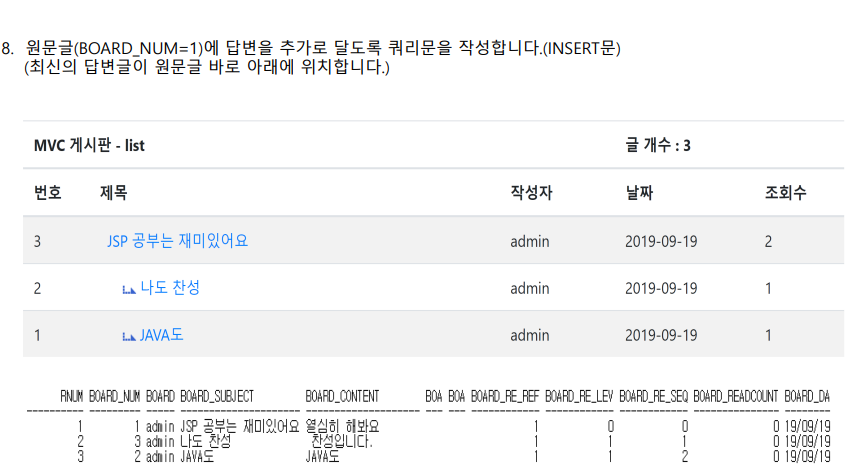 8. 원문글(BOARD_NUM=1)에 답변을 추가로 달도록 쿼리문을 작성합니다.(INSERT문)
(최신의 답변글이 원문글 바로 아래에 위치합니다.)
MVC 게시판 - list 글 개수 : 3
번호 제목 작성자 날짜 조회수
3 JSP 공부는 재미있어요 admin 2019-09-19 2
2 나도 찬성 admin 2019-09-19 1
1 JAVA도 admin 2019-09-19 1
RNUM BOARD_NUM BOARD BOARD_SUBJECT BOARD_CONTENT BOA BOA BOARD_RE_REF BOARD_RE_LEV BOARD_RE_SEQ BOARD_READCOUNT BOARD_DA
---------- ---------- ----- -------------------- -------------------- --- --- ------------ ------------ ------------ --------------- --------
1 1 admin JSP 공부는 재미있어요 열심히 해봐요 1 0 0 0 19/09/19
2 3 admin 나도 찬성 찬성입니다. 1 1 1 0 19/09/19
3 2 admin JAVA도 JAVA도 1 1 2 0 19/09/19